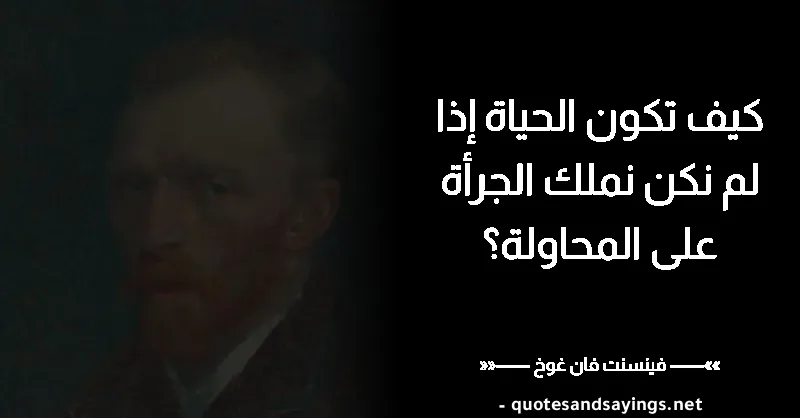 كيف تكون الحياة إذا
لم نكن نملك الجرأة
على المحاولة؟
»—— فينسنت فان غوخ ——««
- quotesandsayings.net